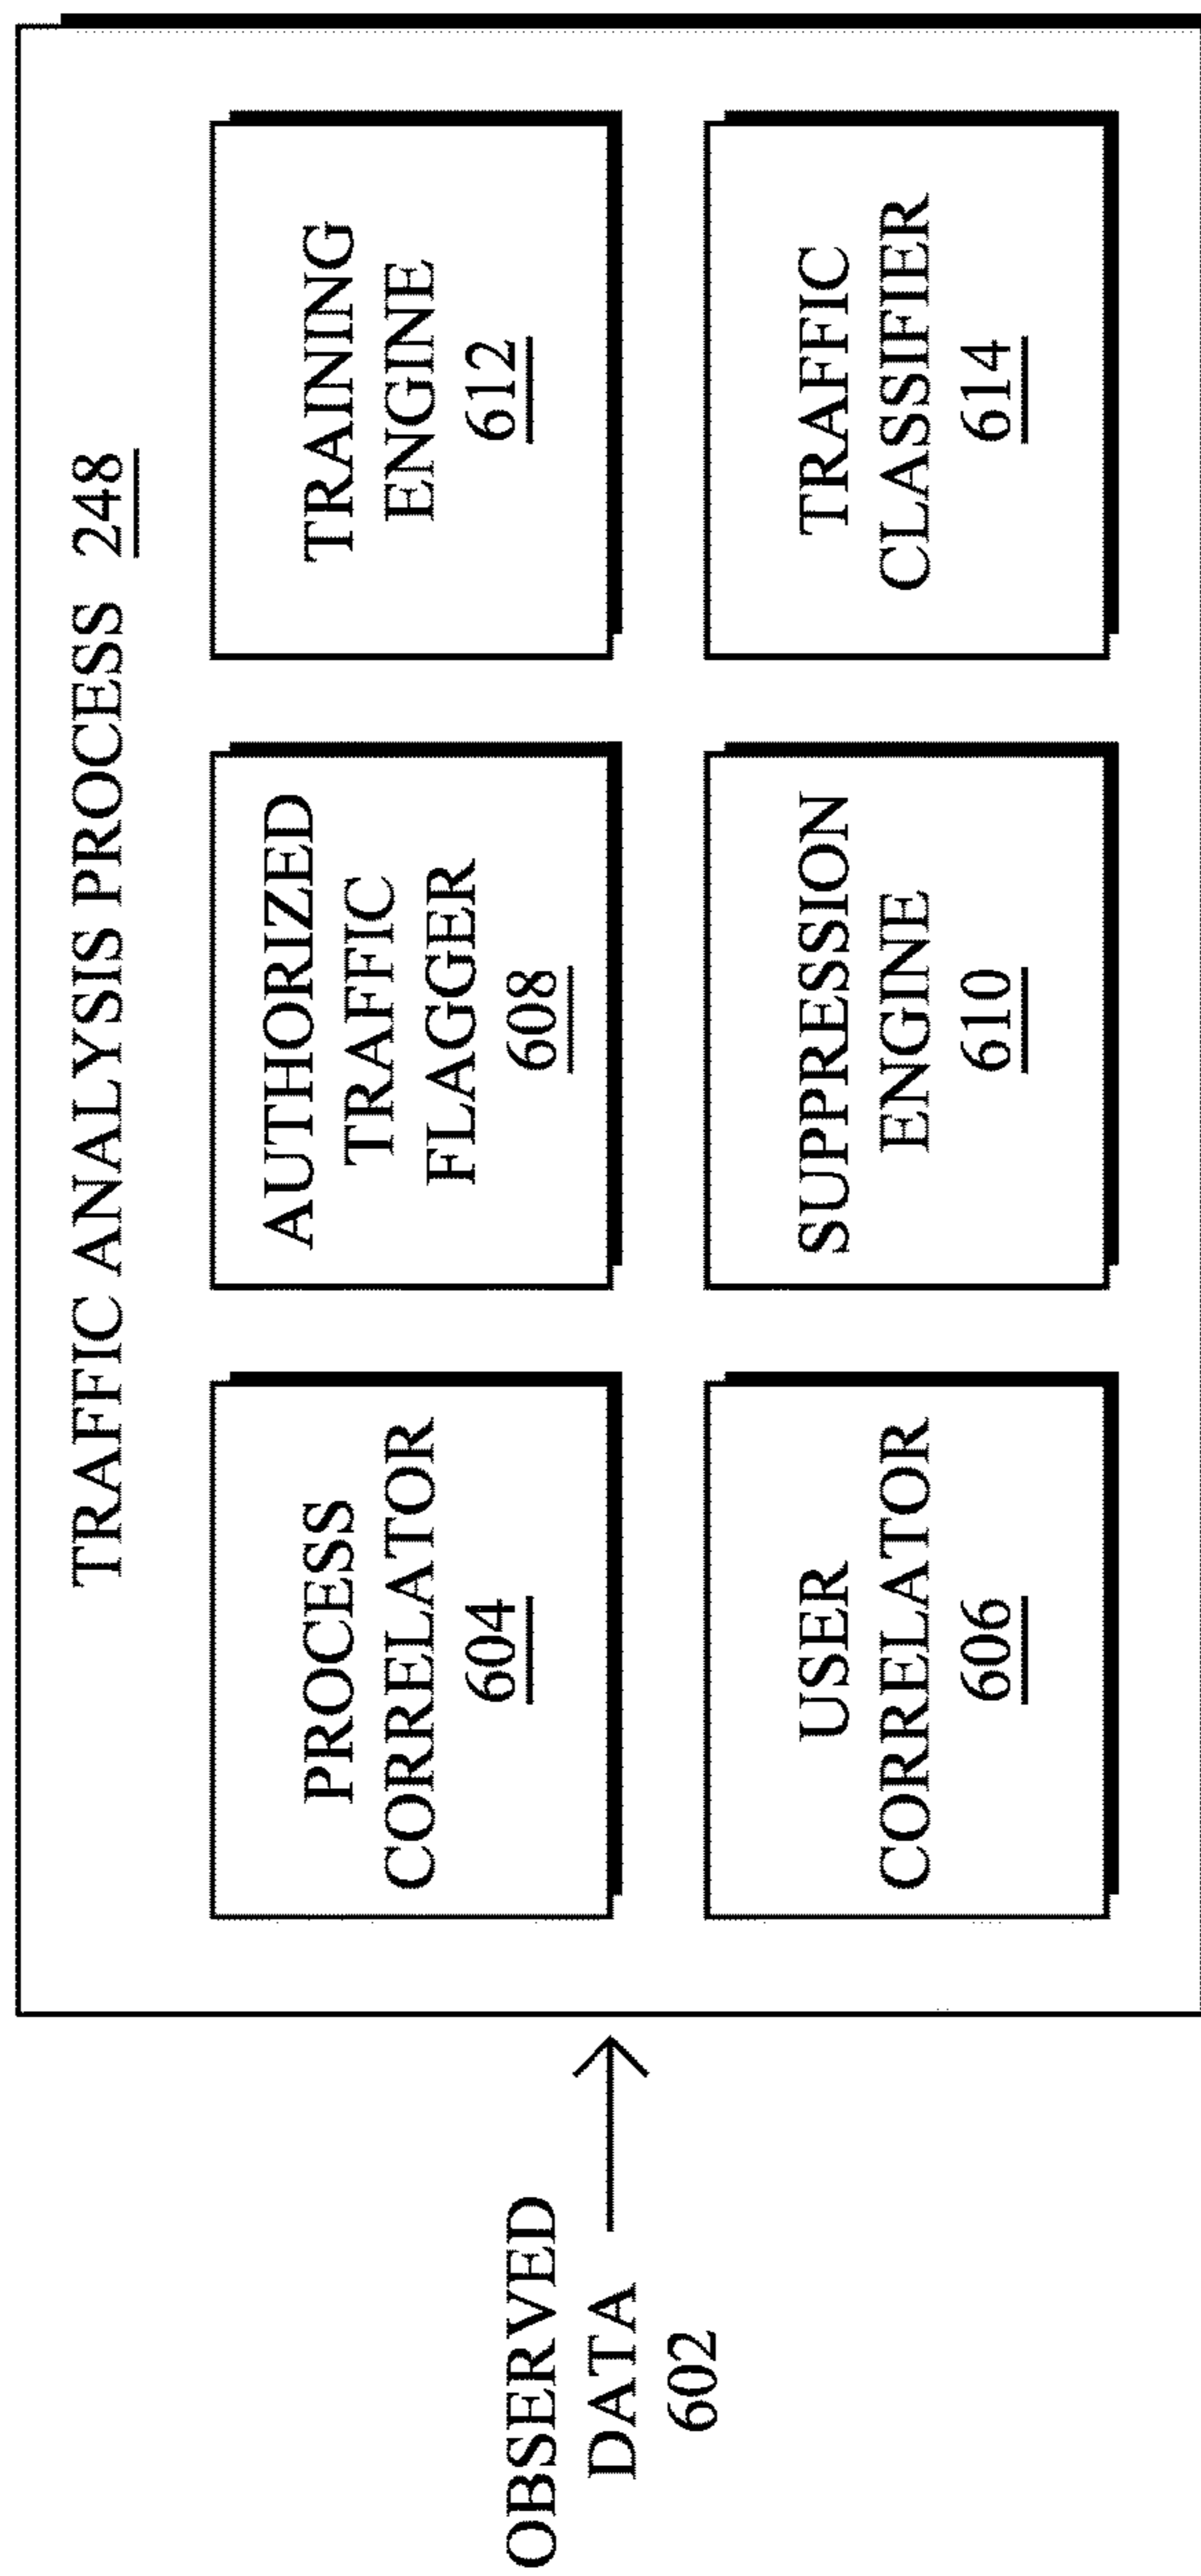 TRAFFIC ANALYSIS PROCESS 248
OBSERVED
DATA
602
PROCESS
CORRELATOR
604
AUTHORIZED
TRAFFIC
FLAGGER
608
TRAINING
ENGINE
612
USER
CORRELATOR
606
SUPPRESSION
ENGINE
610
TRAFFIC
CLASSIFIER
614